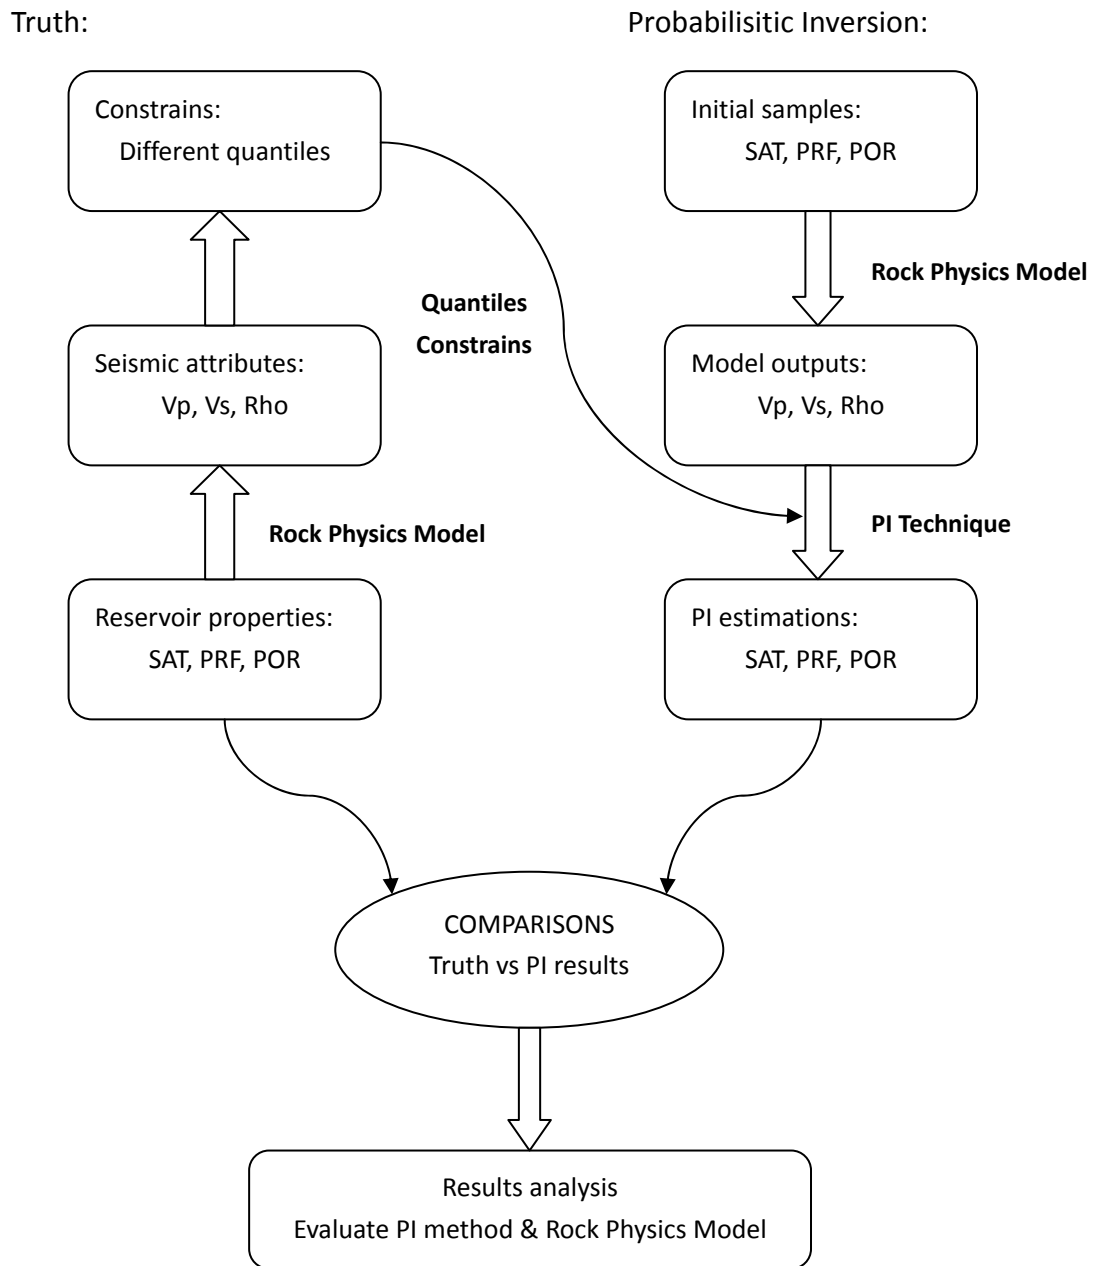 Truth:
Probabilisitic Inversion:
Constrains:
Different quantiles
Initial samples:
SAT, PRF, POR
Rock Physics Model
Quantiles
Constrains
Seismic attributes:
Vp, Vs, Rho
Model outputs:
Vp, Vs, Rho
Rock Physics Model
PI Technique
Reservoir properties:
SAT, PRF, POR
PI estimations:
SAT, PRF, POR
COMPARISONS
Truth vs PI results
Results analysis
Evaluate PI method & Rock Physics Model